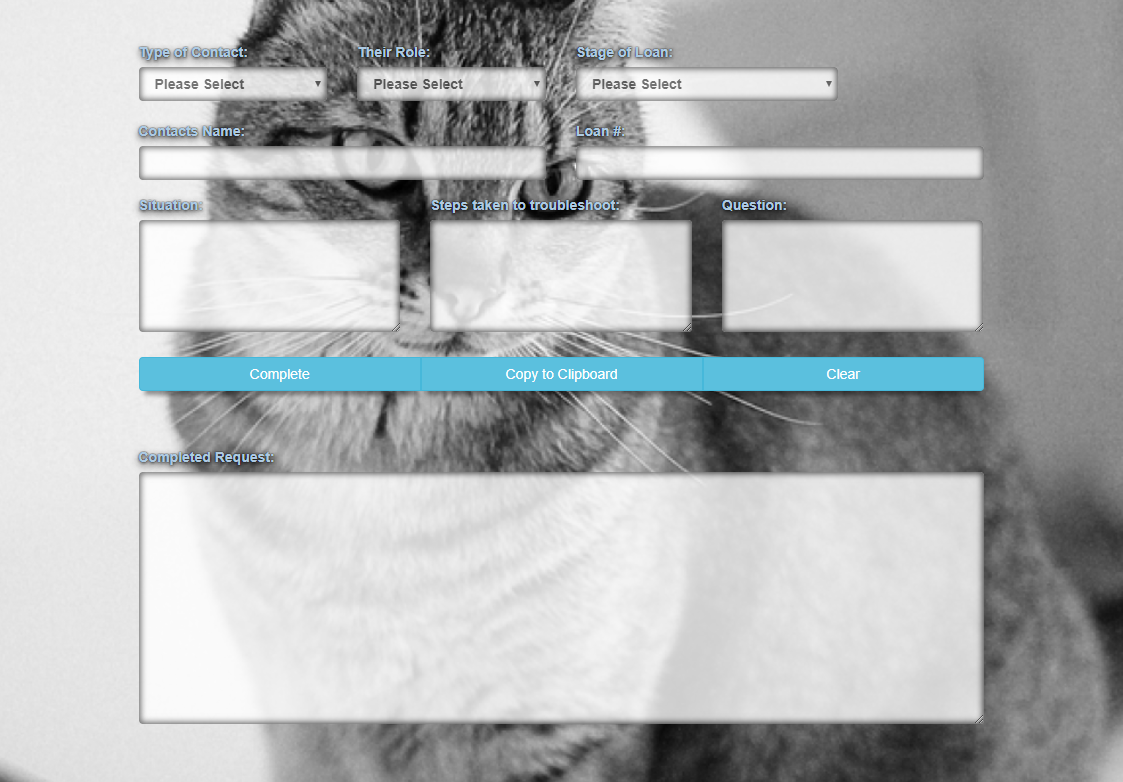 Type of Contact: Their Role: Stage of Loan:
Please Select Please Select Please Select
Contacts Name: Loan #:
Situation: Steps taken to troubleshoot: Question:
Complete Copy to Clipboard Clear
Completed Request: